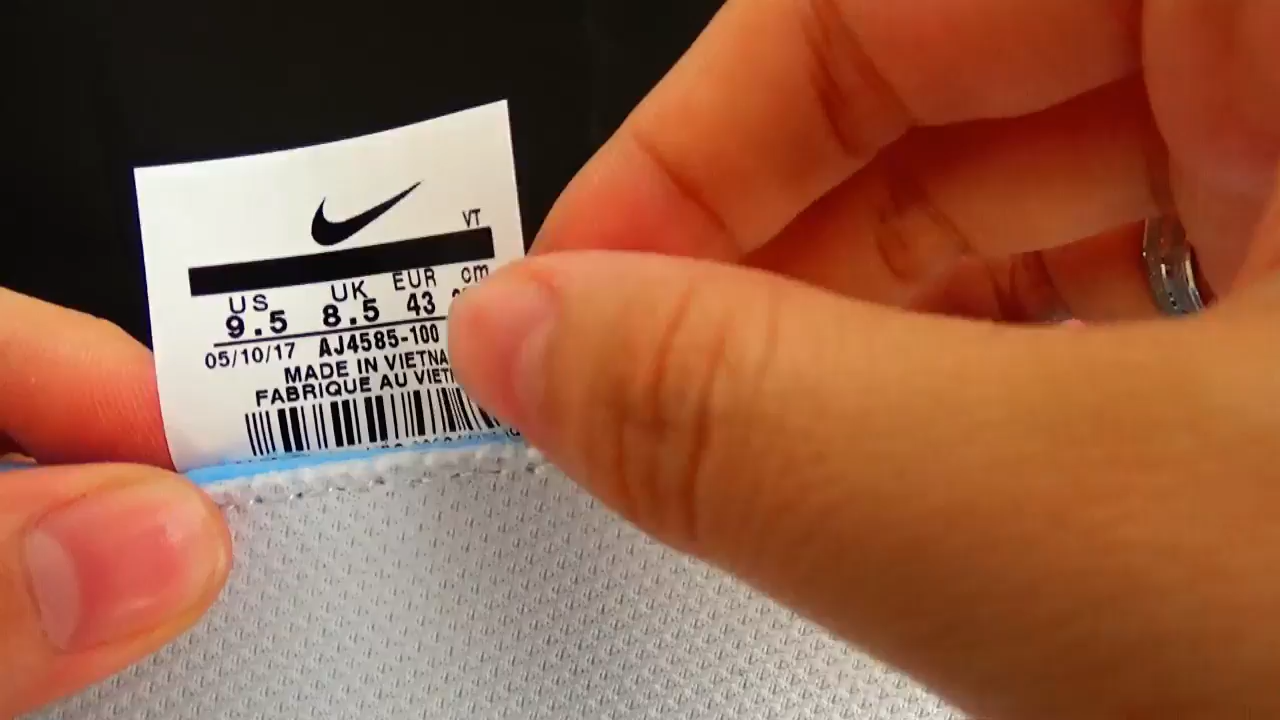 VT
US UK EUR cm
9.5 8.5 43
05/10/17 AJ4585-100
MADE IN VIETNA
FABRIQUE AU VIET